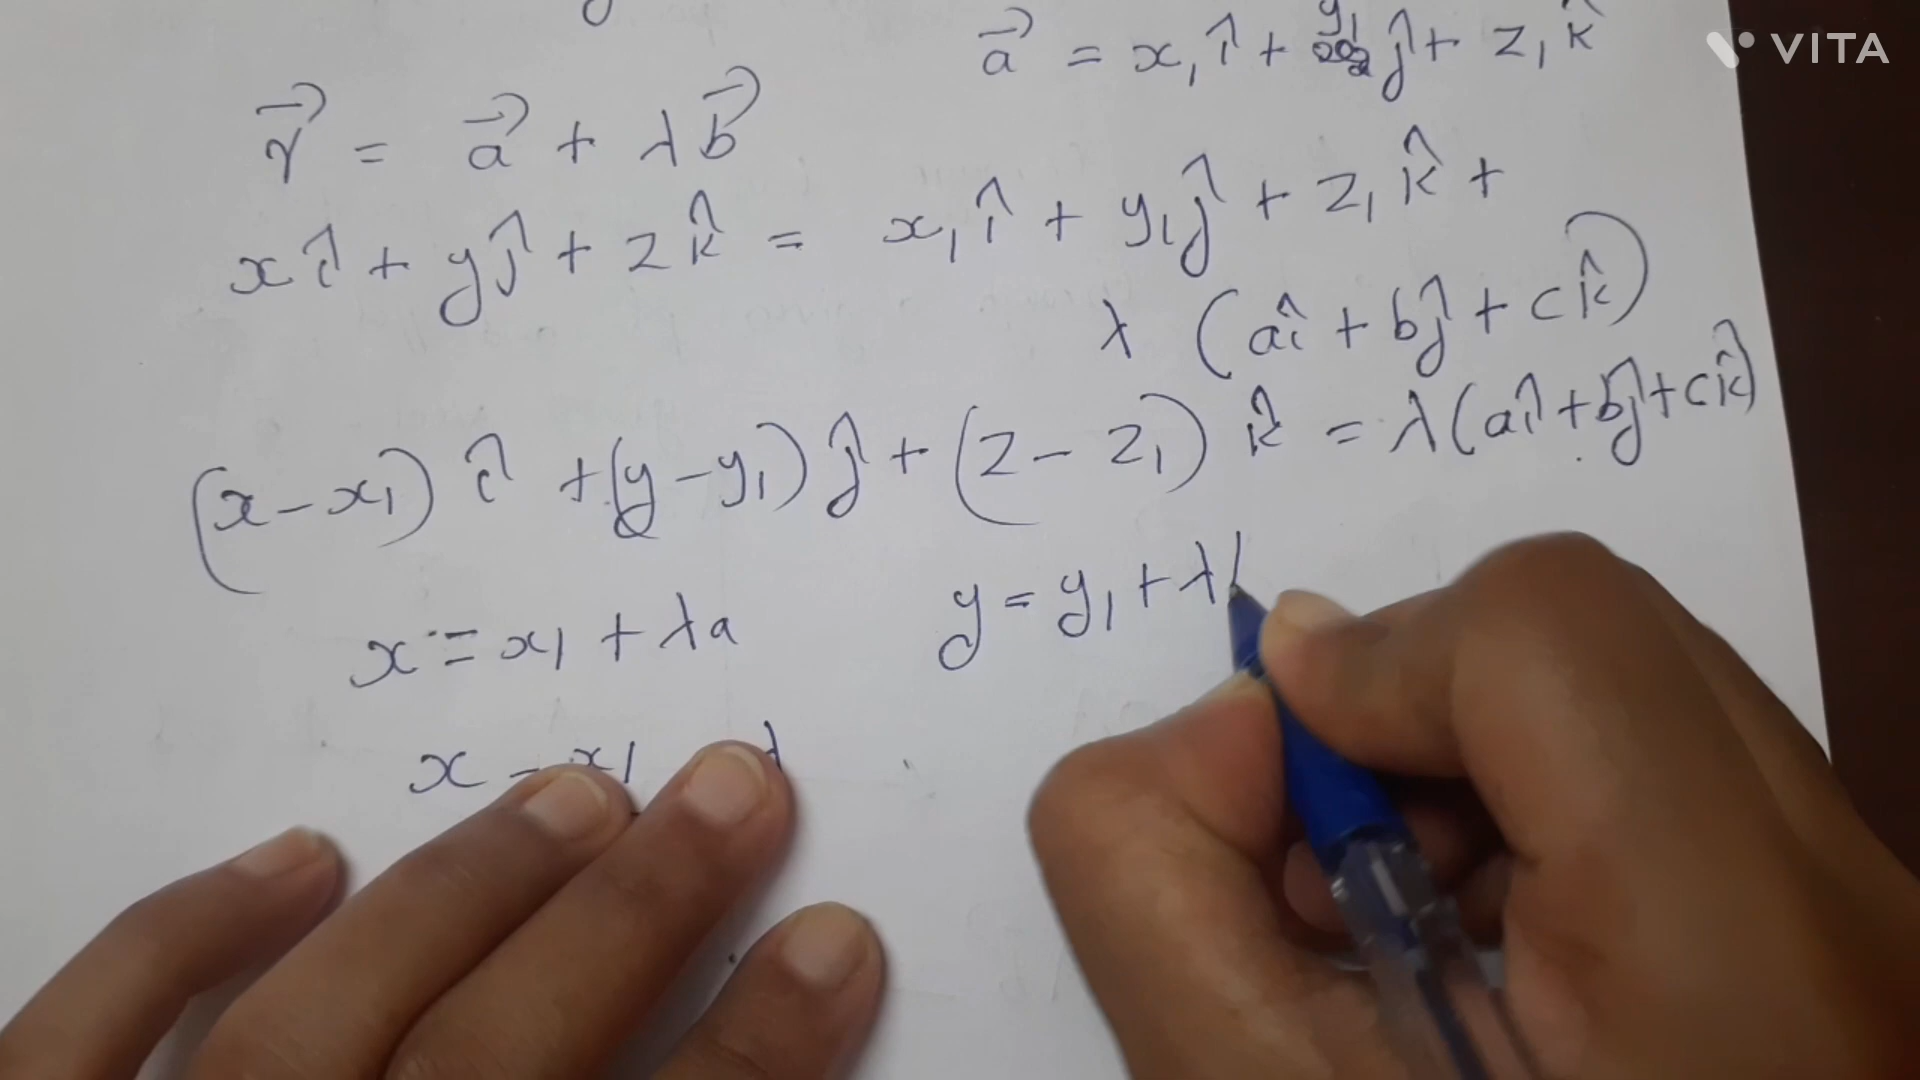 a⃗ = x₁î + y₁ĵ + z₁k̂
VITA
r⃗ = a⃗ + λb⃗
xî + yĵ + zk̂ = x₁î + y₁ĵ + z₁k̂ +
λ (aî + bĵ + ck̂)
(x − x₁) î + (y − y₁) ĵ + (z − z₁) k̂ = λ(aî + bĵ + ck̂)
x = x₁ + λa
y = y₁ + λ
x − x₁ λ